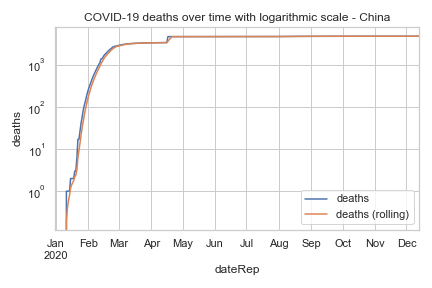 COVID-19 deaths over time with logarithmic scale - China
deaths
10³
10²
10¹
10⁰
deaths
deaths (rolling)
Jan Feb Mar Apr May Jun Jul Aug Sep Oct Nov Dec
2020
dateRep